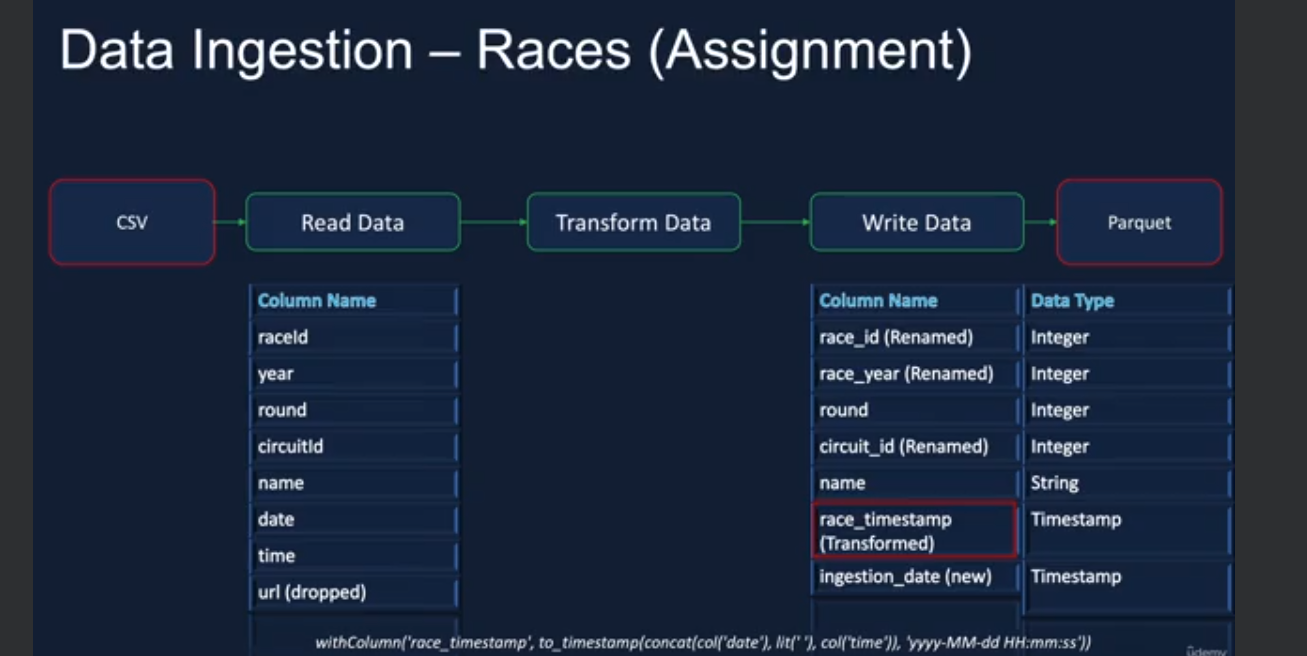 Data Ingestion – Races (Assignment)
CSV
Read Data
Transform Data
Write Data
Parquet
Column Name
raceId
year
round
circuitId
name
date
time
url (dropped)
Column Name Data Type
race_id (Renamed) Integer
race_year (Renamed) Integer
round Integer
circuit_id (Renamed) Integer
name String
race_timestamp Timestamp
(Transformed)
ingestion_date (new) Timestamp
withColumn('race_timestamp', to_timestamp(concat(col('date'), lit(' '), col('time')), 'yyyy-MM-dd HH:mm:ss'))
ûdemy